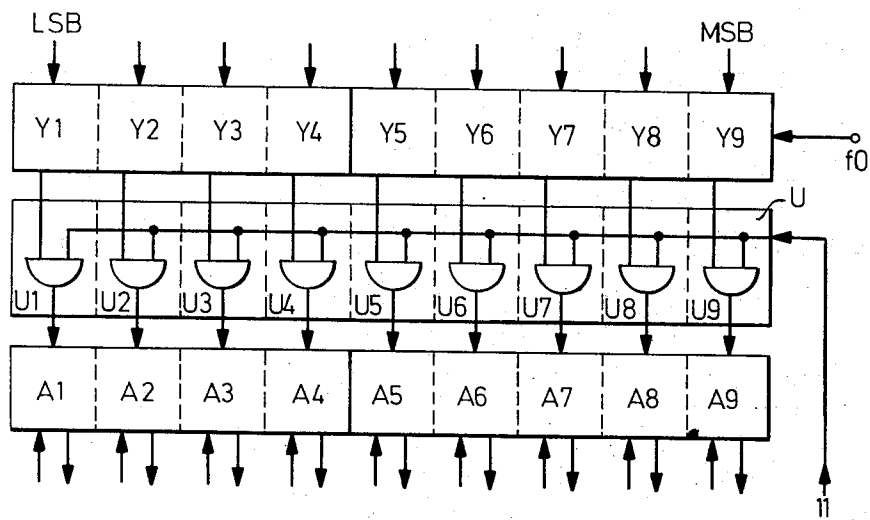 LSB MSB
Y1 Y2 Y3 Y4 Y5 Y6 Y7 Y8 Y9
f0
U
U1 U2 U3 U4 U5 U6 U7 U8 U9
A1 A2 A3 A4 A5 A6 A7 A8 A9
11